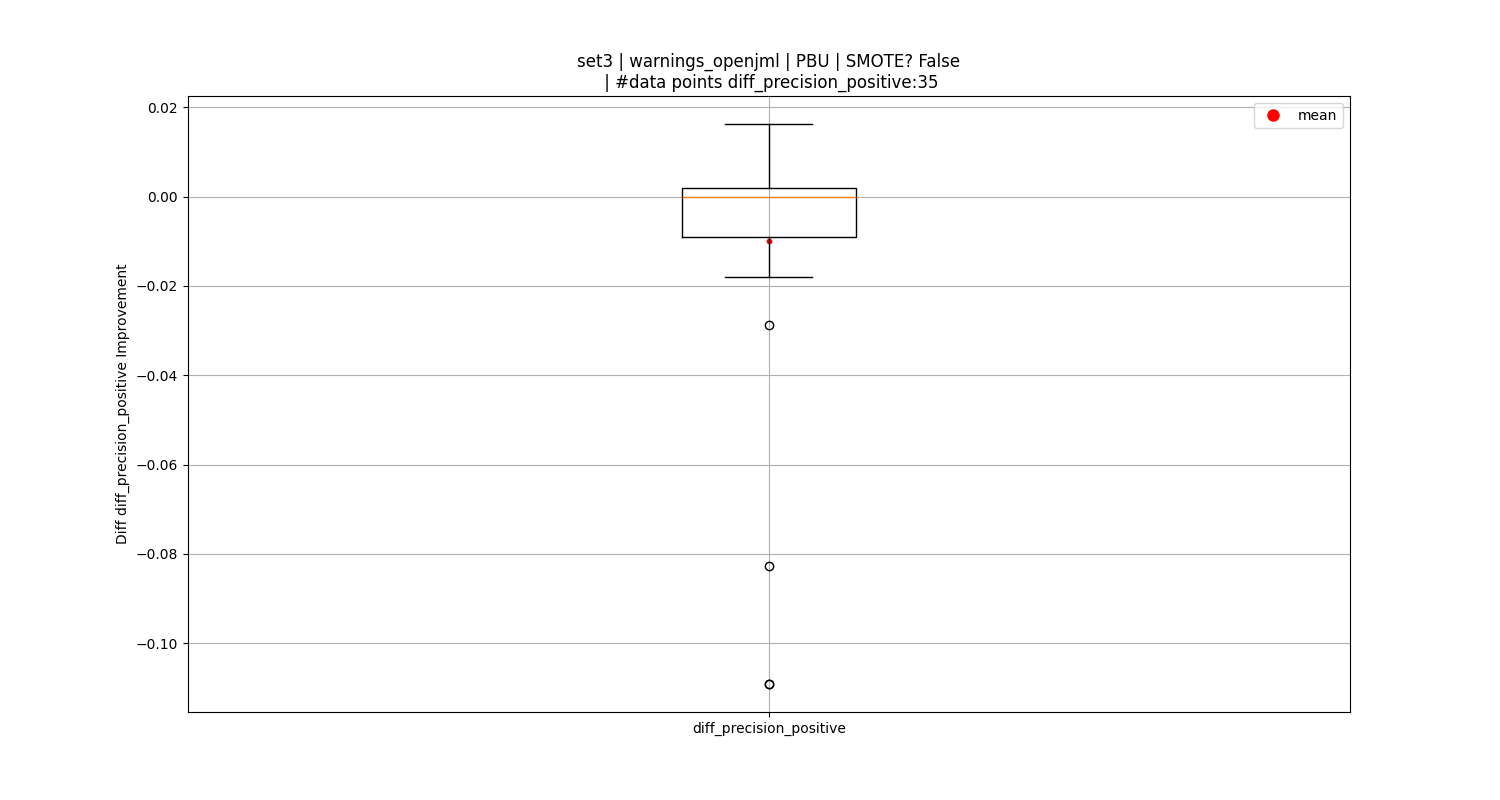 set3 | warnings_openjml | PBU | SMOTE? False
| #data points diff_precision_positive:35
mean
0.02
0.00
−0.02
−0.04
−0.06
−0.08
−0.10
Diff diff_precision_positive Improvement
diff_precision_positive